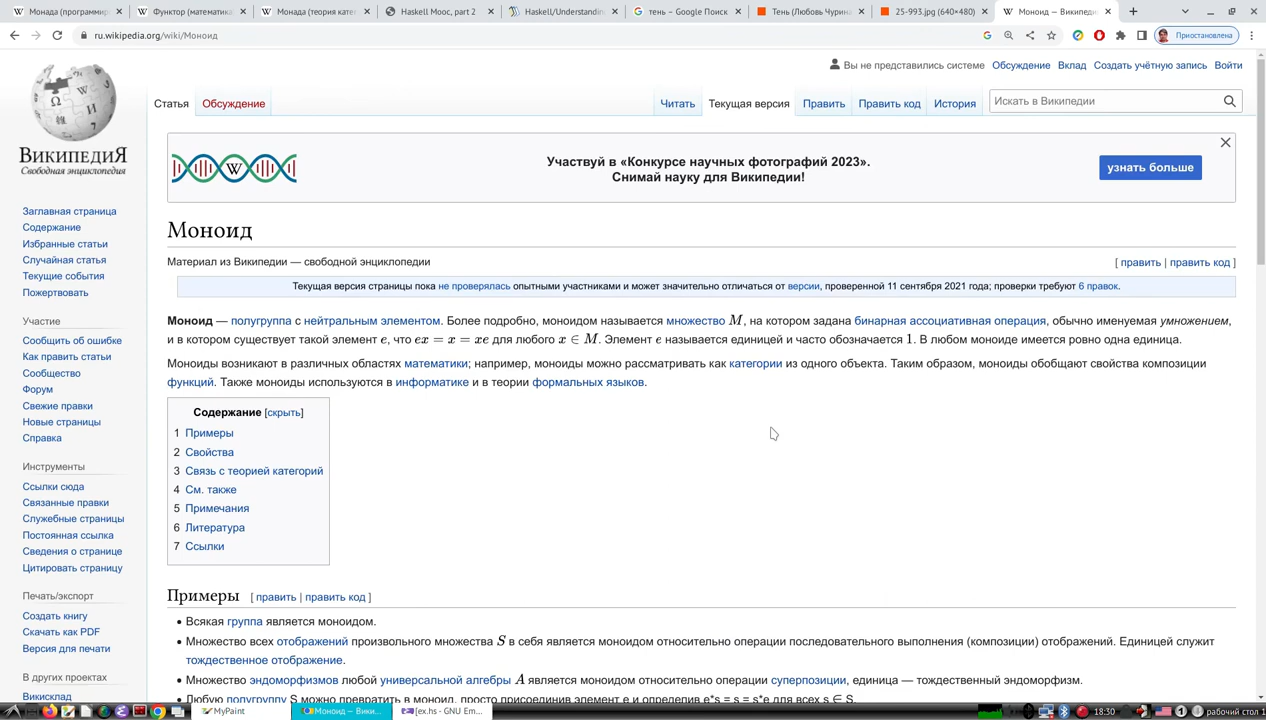 Монада (программир
Функтор (математика
Монада (теория кате
Haskell Mooc, part 2
Haskell/Understandin
тень – Google Поиск
Тень (Любовь Чурина
25-993.jpg (640×480)
Моноид — Википеди
ru.wikipedia.org/wiki/Моноид
Приостановлена
Вы не представились системе Обсуждение Вклад Создать учётную запись Войти
Статья Обсуждение Читать Текущая версия Править Править код История Искать в Википедии
ВИКИПЕДИЯ
Свободная энциклопедия
Участвуй в «Конкурсе научных фотографий 2023».
Снимай науку для Википедии!
узнать больше
Заглавная страница
Содержание
Избранные статьи
Случайная статья
Текущие события
Пожертвовать
Участие
Сообщить об ошибке
Как править статьи
Сообщество
Форум
Свежие правки
Новые страницы
Справка
Инструменты
Ссылки сюда
Связанные правки
Служебные страницы
Постоянная ссылка
Сведения о странице
Цитировать страницу
Печать/экспорт
Создать книгу
Скачать как PDF
Версия для печати
В других проектах
Викисклад
Моноид
Материал из Википедии — свободной энциклопедии
[ править | править код ]
Текущая версия страницы пока не проверялась опытными участниками и может значительно отличаться от версии, проверенной 11 сентября 2021 года; проверки требуют 6 правок.
Моноид — полугруппа с нейтральным элементом. Более подробно, моноидом называется множество M, на котором задана бинарная ассоциативная операция, обычно именуемая умножением,
и в котором существует такой элемент e, что ex = x = xe для любого x ∈ M. Элемент e называется единицей и часто обозначается 1. В любом моноиде имеется ровно одна единица.
Моноиды возникают в различных областях математики; например, моноиды можно рассматривать как категории из одного объекта. Таким образом, моноиды обобщают свойства композиции
функций. Также моноиды используются в информатике и в теории формальных языков.
Содержание [скрыть]
1 Примеры
2 Свойства
3 Связь с теорией категорий
4 См. также
5 Примечания
6 Литература
7 Ссылки
Примеры [ править | править код ]
Всякая группа является моноидом.
Множество всех отображений произвольного множества S в себя является моноидом относительно операции последовательного выполнения (композиции) отображений. Единицей служит
тождественное отображение.
Множество эндоморфизмов любой универсальной алгебры A является моноидом относительно операции суперпозиции, единица — тождественный эндоморфизм.
Любую полугруппу S можно превратить в моноид, просто присоединив элемент e и определив e*s = s = s*e для всех s ∈ S.
MyPaint
Моноид — Вики...
[ex.hs - GNU Em...
18:30
рабочий стол 1